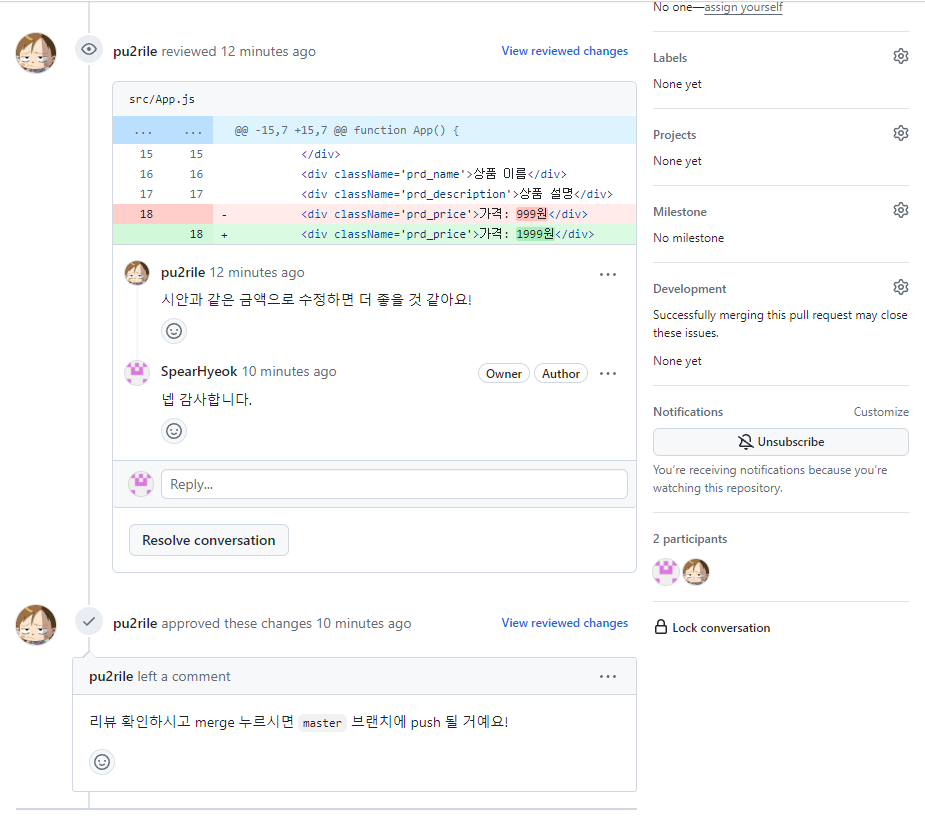 No one—assign yourself
pu2rile reviewed 12 minutes ago
View reviewed changes
src/App.js
... ... @@ -15,7 +15,7 @@ function App() {
15 15 </div>
16 16 <div className='prd_name'>상품 이름</div>
17 17 <div className='prd_description'>상품 설명</div>
18 - <div className='prd_price'>가격: 999원</div>
18 + <div className='prd_price'>가격: 1999원</div>
pu2rile 12 minutes ago
시안과 같은 금액으로 수정하면 더 좋을 것 같아요!
SpearHyeok 10 minutes ago
Owner
Author
넵 감사합니다.
Reply...
Resolve conversation
pu2rile approved these changes 10 minutes ago
View reviewed changes
pu2rile left a comment
리뷰 확인하시고 merge 누르시면 master 브랜치에 push 될 거예요!
Labels
None yet
Projects
None yet
Milestone
No milestone
Development
Successfully merging this pull request may close
these issues.
None yet
Notifications
Customize
Unsubscribe
You're receiving notifications because you're
watching this repository.
2 participants
Lock conversation